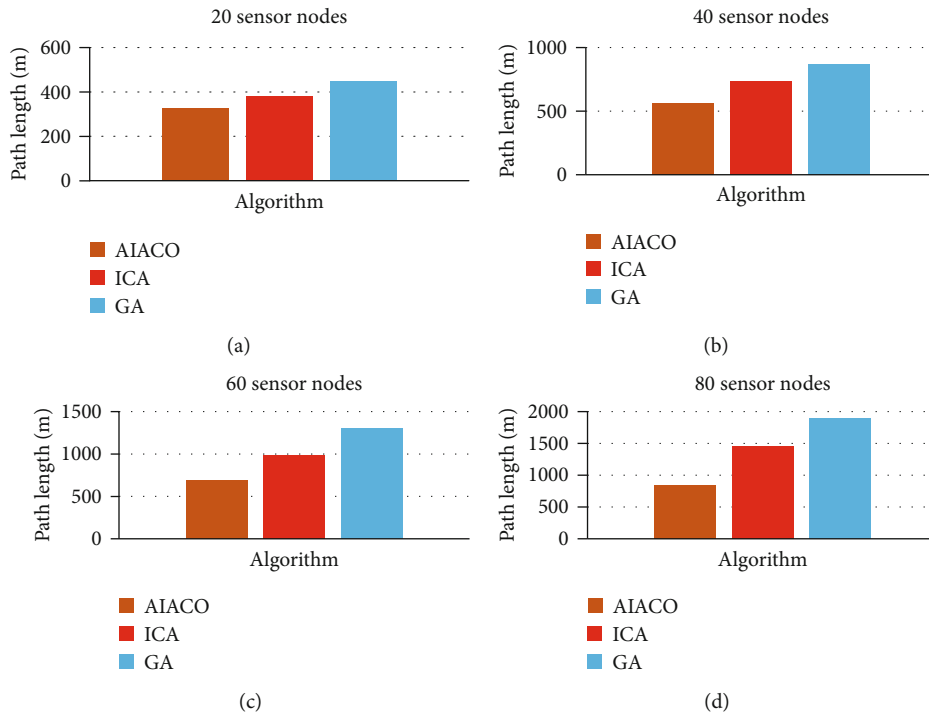 20 sensor nodes
Path length (m)
600
400
200
0
Algorithm
AIACO
ICA
GA
(a)
40 sensor nodes
Path length (m)
1000
500
0
Algorithm
AIACO
ICA
GA
(b)
60 sensor nodes
Path length (m)
1500
1000
500
0
Algorithm
AIACO
ICA
GA
(c)
80 sensor nodes
Path length (m)
2000
1500
1000
500
0
Algorithm
AIACO
ICA
GA
(d)